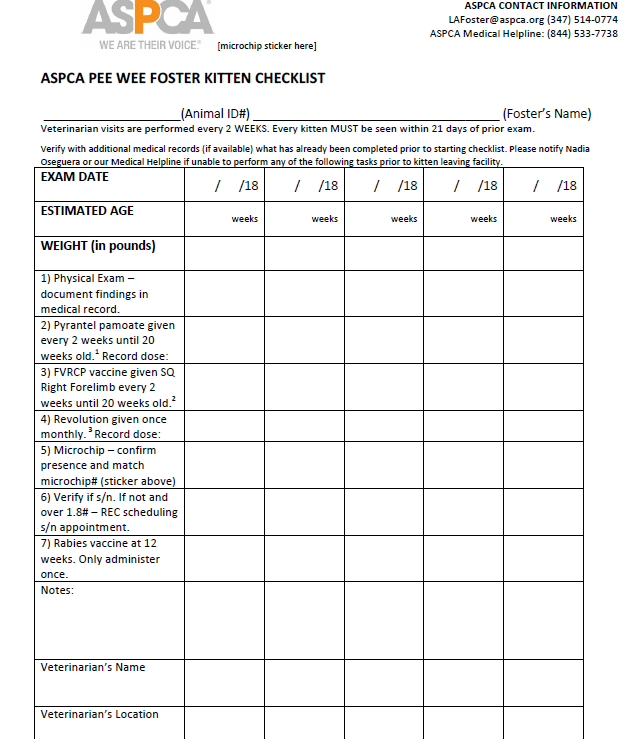 ASPCA CONTACT INFORMATION
LAFoster@aspca.org (347) 514-0774
ASPCA Medical Helpline: (844) 533-7738
ASPCA
WE ARE THEIR VOICE.® [microchip sticker here]
ASPCA PEE WEE FOSTER KITTEN CHECKLIST
____________________(Animal ID#) ____________________________________ (Foster's Name)
Veterinarian visits are performed every 2 WEEKS. Every kitten MUST be seen within 21 days of prior exam.
Verify with additional medical records (if available) what has already been completed prior to starting checklist. Please notify Nadia
Oseguera or our Medical Helpline if unable to perform any of the following tasks prior to kitten leaving facility.
EXAM DATE / /18 / /18 / /18 / /18 / /18
ESTIMATED AGE weeks weeks weeks weeks weeks
WEIGHT (in pounds)
1) Physical Exam –
document findings in
medical record.
2) Pyrantel pamoate given
every 2 weeks until 20
weeks old.¹ Record dose:
3) FVRCP vaccine given SQ
Right Forelimb every 2
weeks until 20 weeks old.²
4) Revolution given once
monthly. ³ Record dose:
5) Microchip – confirm
presence and match
microchip# (sticker above)
6) Verify if s/n. If not and
over 1.8# – REC scheduling
s/n appointment.
7) Rabies vaccine at 12
weeks. Only administer
once.
Notes:
Veterinarian's Name
Veterinarian's Location